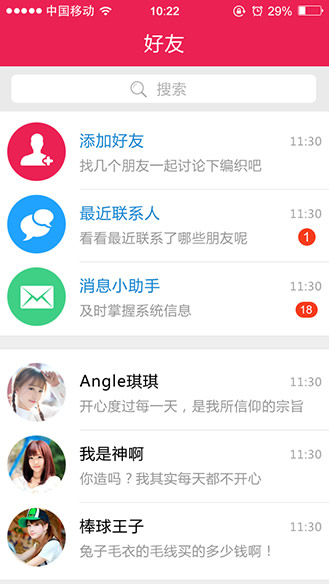 中国移动 10:22 29%
好友
搜索
添加好友 11:30
找几个朋友一起讨论下编织吧
最近联系人 11:30
看看最近联系了哪些朋友呢 1
消息小助手 11:30
及时掌握系统信息 18
Angle琪琪 11:30
开心度过每一天，是我所信仰的宗旨
我是神啊 11:30
你造吗？我其实每天都不开心
棒球王子 11:30
兔子毛衣的毛线买的多少钱啊！